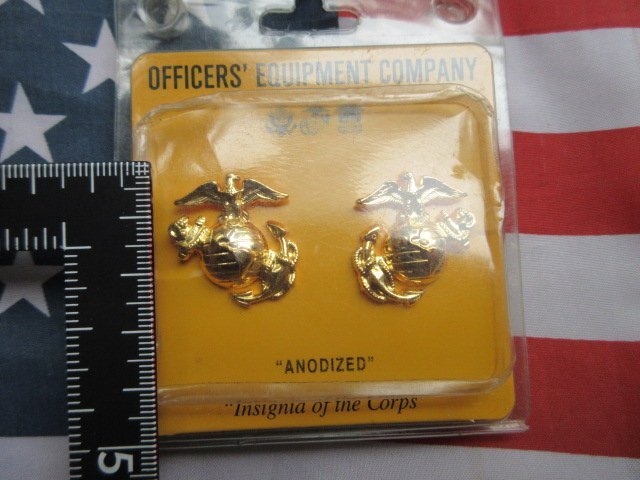 OFFICERS' EQUIPMENT COMPANY
"ANODIZED"
"Insignia of the Corps
5